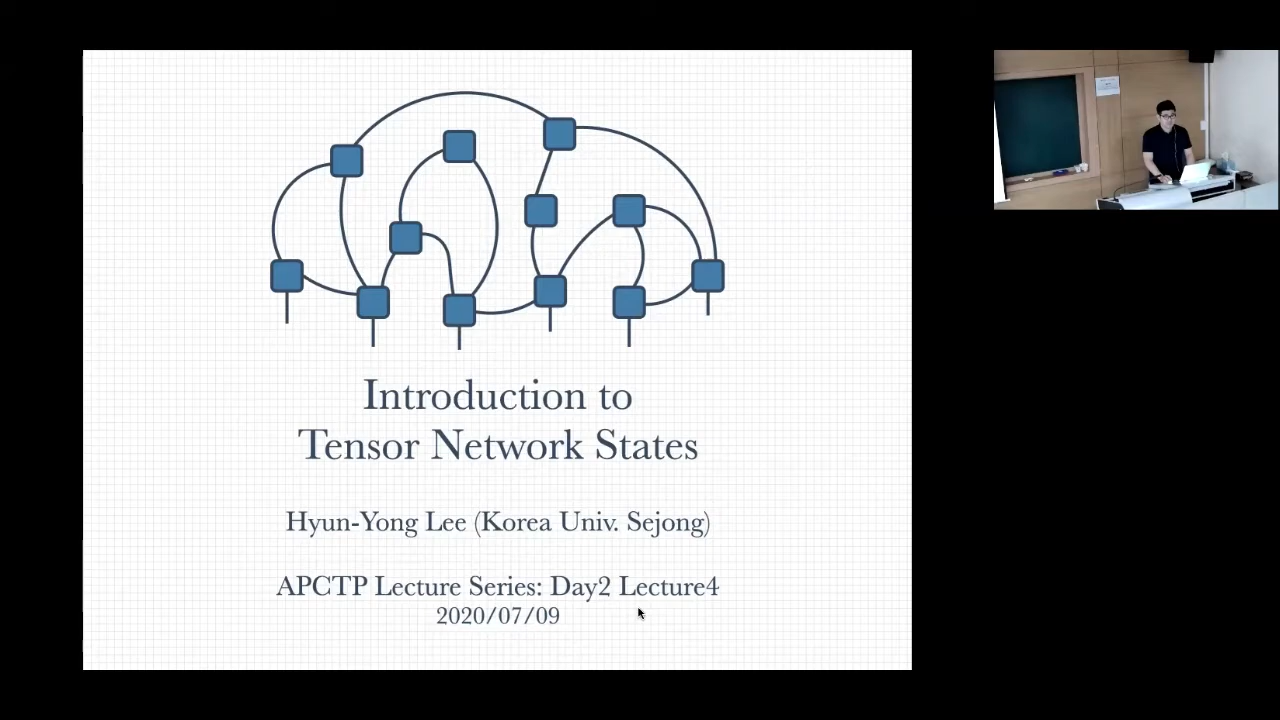 Introduction to
Tensor Network States
Hyun-Yong Lee (Korea Univ. Sejong)
APCTP Lecture Series: Day2 Lecture4
2020/07/09